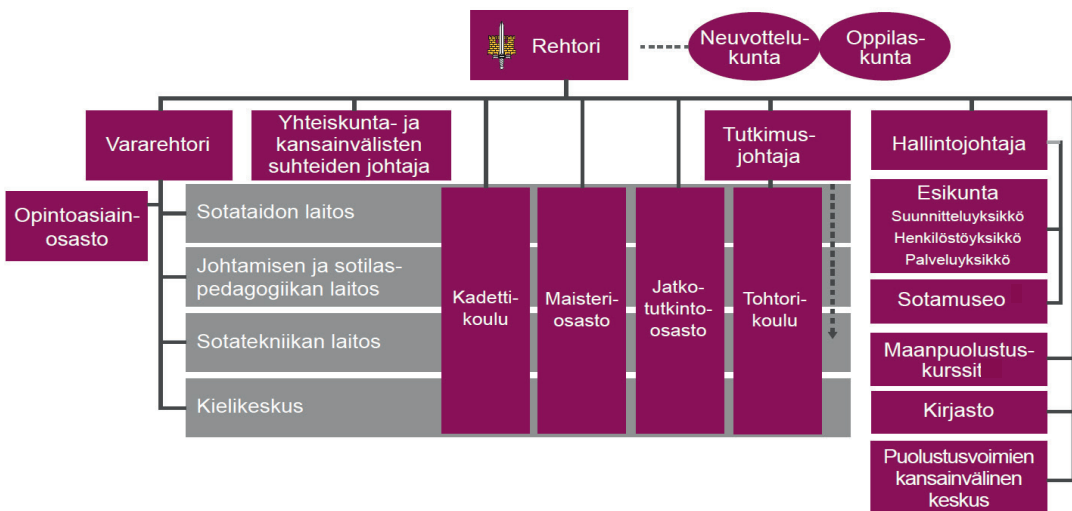 Rehtori
Neuvottelu-
kunta
Oppilas-
kunta
Vararehtori
Yhteiskunta- ja
kansainvälisten
suhteiden johtaja
Tutkimus-
johtaja
Hallintojohtaja
Opintoasiain-
osasto
Sotataidon laitos
Johtamisen ja sotilas-
pedagogiikan laitos
Sotatekniikan laitos
Kielikeskus
Kadetti-
koulu
Maisteri-
osasto
Jatko-
tutkinto-
osasto
Tohtori-
koulu
Esikunta
Suunnitteluyksikkö
Henkilöstöyksikkö
Palveluyksikkö
Sotamuseo
Maanpuolustus-
kurssit
Kirjasto
Puolustusvoimien
kansainvälinen
keskus